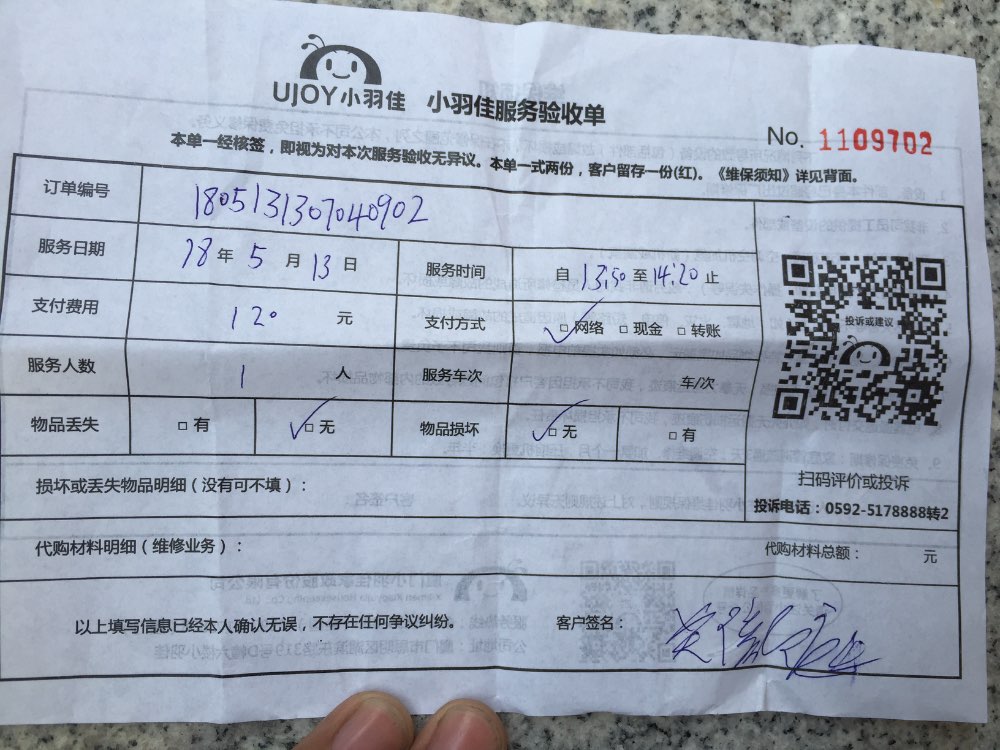 UJOY小羽佳 小羽佳服务验收单
No. 1109702
本单一经核签，即视为对本次服务验收无异议。本单一式两份，客户留存一份(红)。《维保须知》详见背面。
订单编号 180513130704090２
服务日期 18 年 5 月 13 日 服务时间 自 13:50 至 14:20 止
支付费用 120 元 支付方式 ✓□网络 □现金 □转账
服务人数 1 人 服务车次 车/次
物品丢失 □有 ✓□无 物品损坏 ✓□无 □有
投诉或建议
扫码评价或投诉
投诉电话：0592-5178888转2
损坏或丢失物品明细（没有可不填）：
代购材料明细（维修业务）： 代购材料总额： 元
以上填写信息已经本人确认无误，不存在任何争议纠纷。 客户签名：